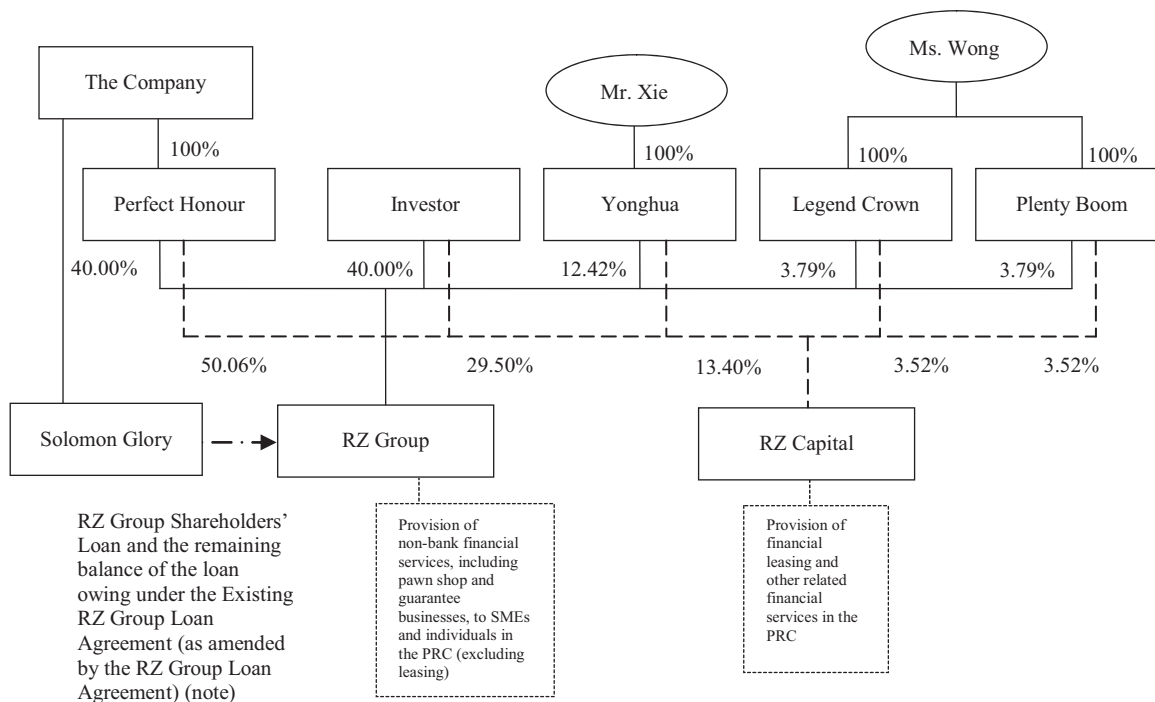 Ms. Wong
The Company
Mr. Xie
100%
100%
100%
100%
Perfect Honour
Investor
Yonghua
Legend Crown
Plenty Boom
40.00%
40.00%
12.42%
3.79%
3.79%
50.06%
29.50%
13.40%
3.52%
3.52%
Solomon Glory
RZ Group
RZ Capital
RZ Group Shareholders’
Loan and the remaining
balance of the loan
owing under the Existing
RZ Group Loan
Agreement (as amended
by the RZ Group Loan
Agreement) (note)
Provision of
non-bank financial
services, including
pawn shop and
guarantee
businesses, to SMEs
and individuals in
the PRC (excluding
leasing)
Provision of
financial
leasing and
other related
financial
services in the
PRC